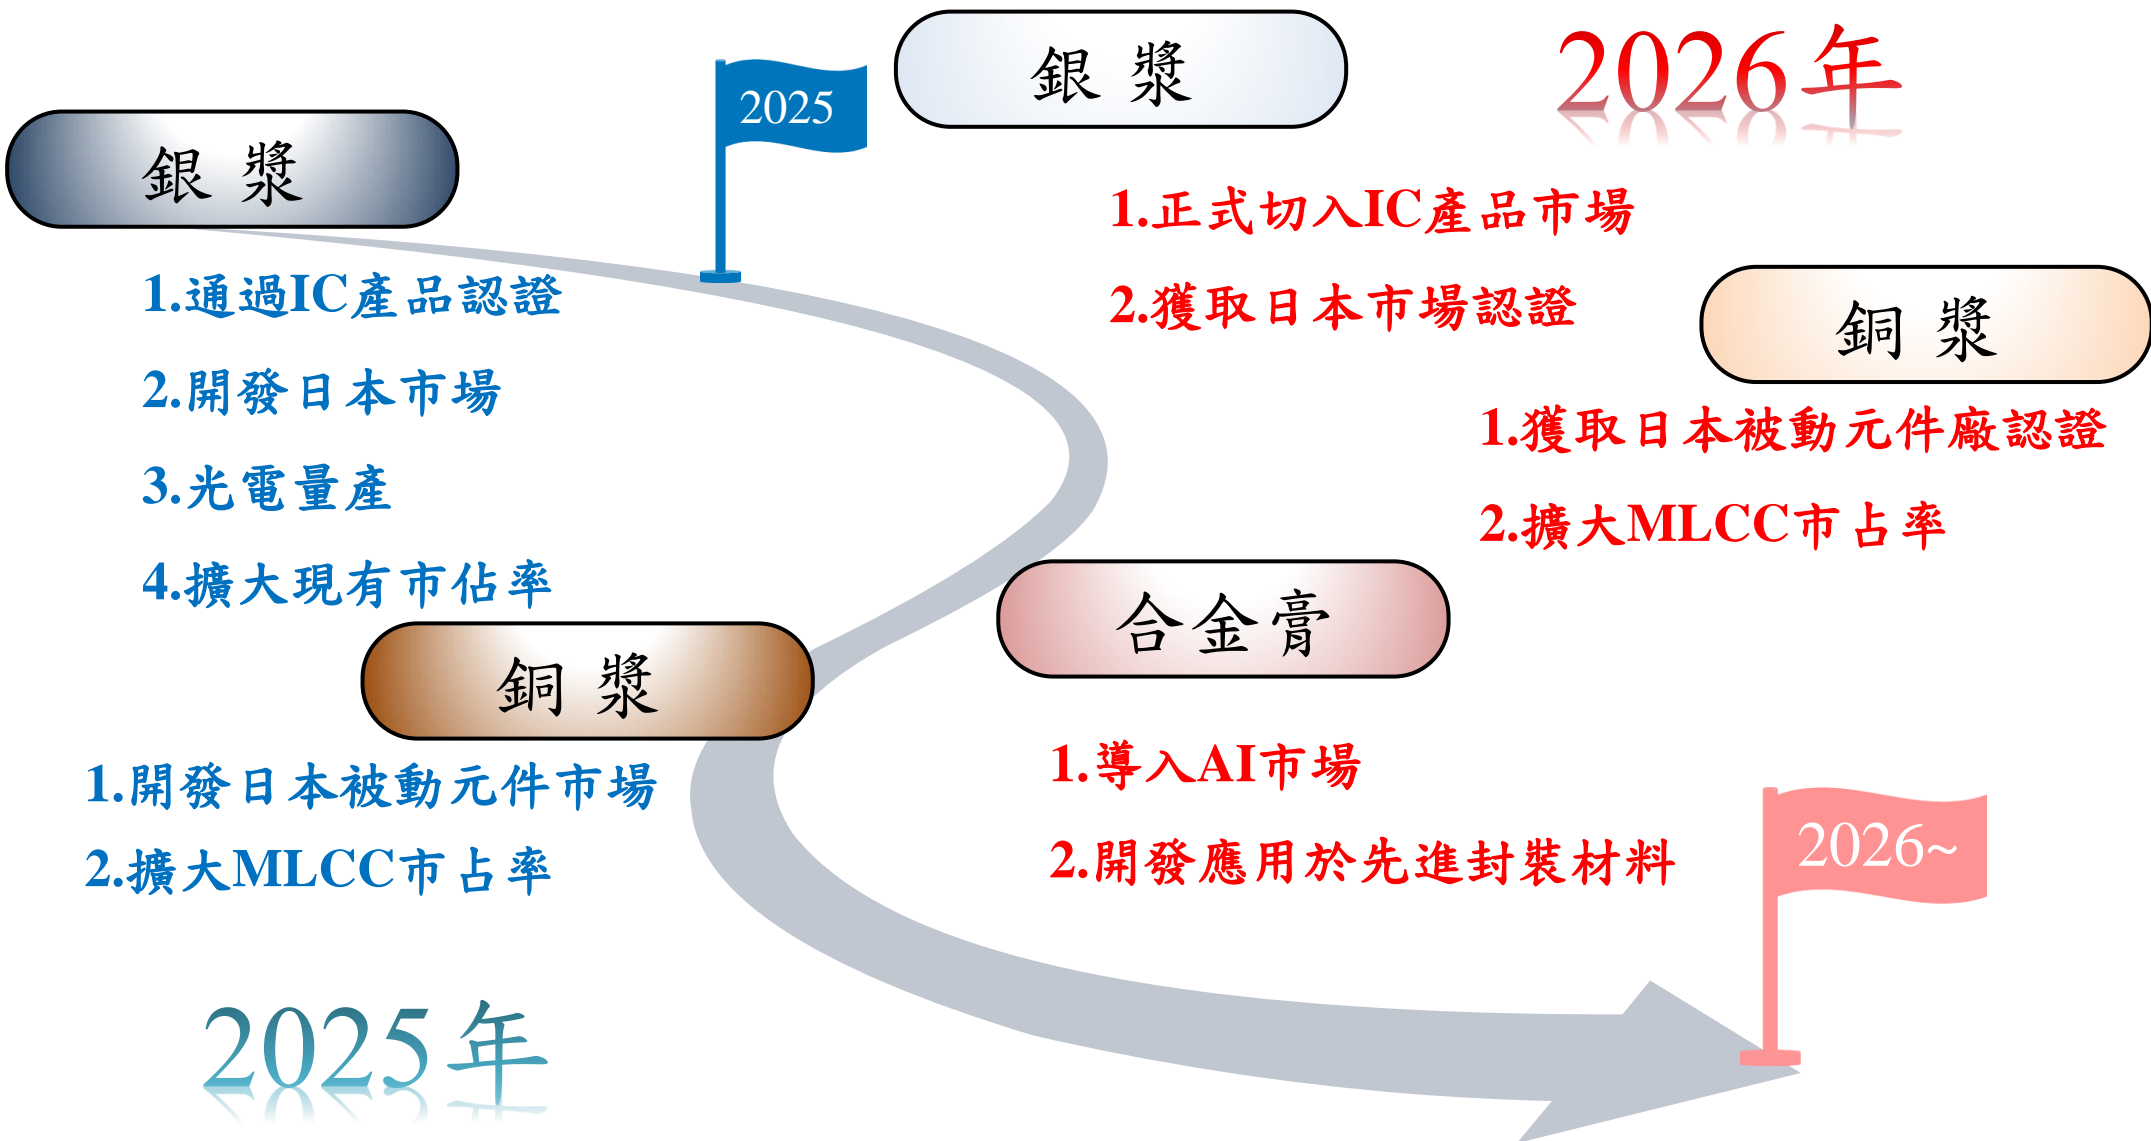 銀 漿
1.通過IC產品認證
2.開發日本市場
3.光電量產
4.擴大現有市佔率
銅 漿
1.開發日本被動元件市場
2.擴大MLCC市占率
2025年
2025
銀 漿
2026年
1.正式切入IC產品市場
2.獲取日本市場認證
銅 漿
1.獲取日本被動元件廠認證
2.擴大MLCC市占率
合金膏
1.導入AI市場
2.開發應用於先進封裝材料
2026~